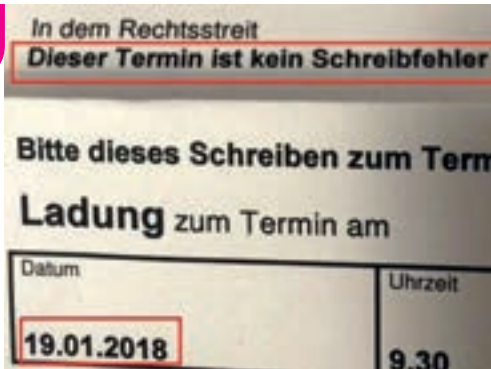 In dem Rechtsstreit
Dieser Termin ist kein Schreibfehler
Bitte dieses Schreiben zum
Ladung zum Termin am
Datum
Uhrzeit
19.01.2018
9.30